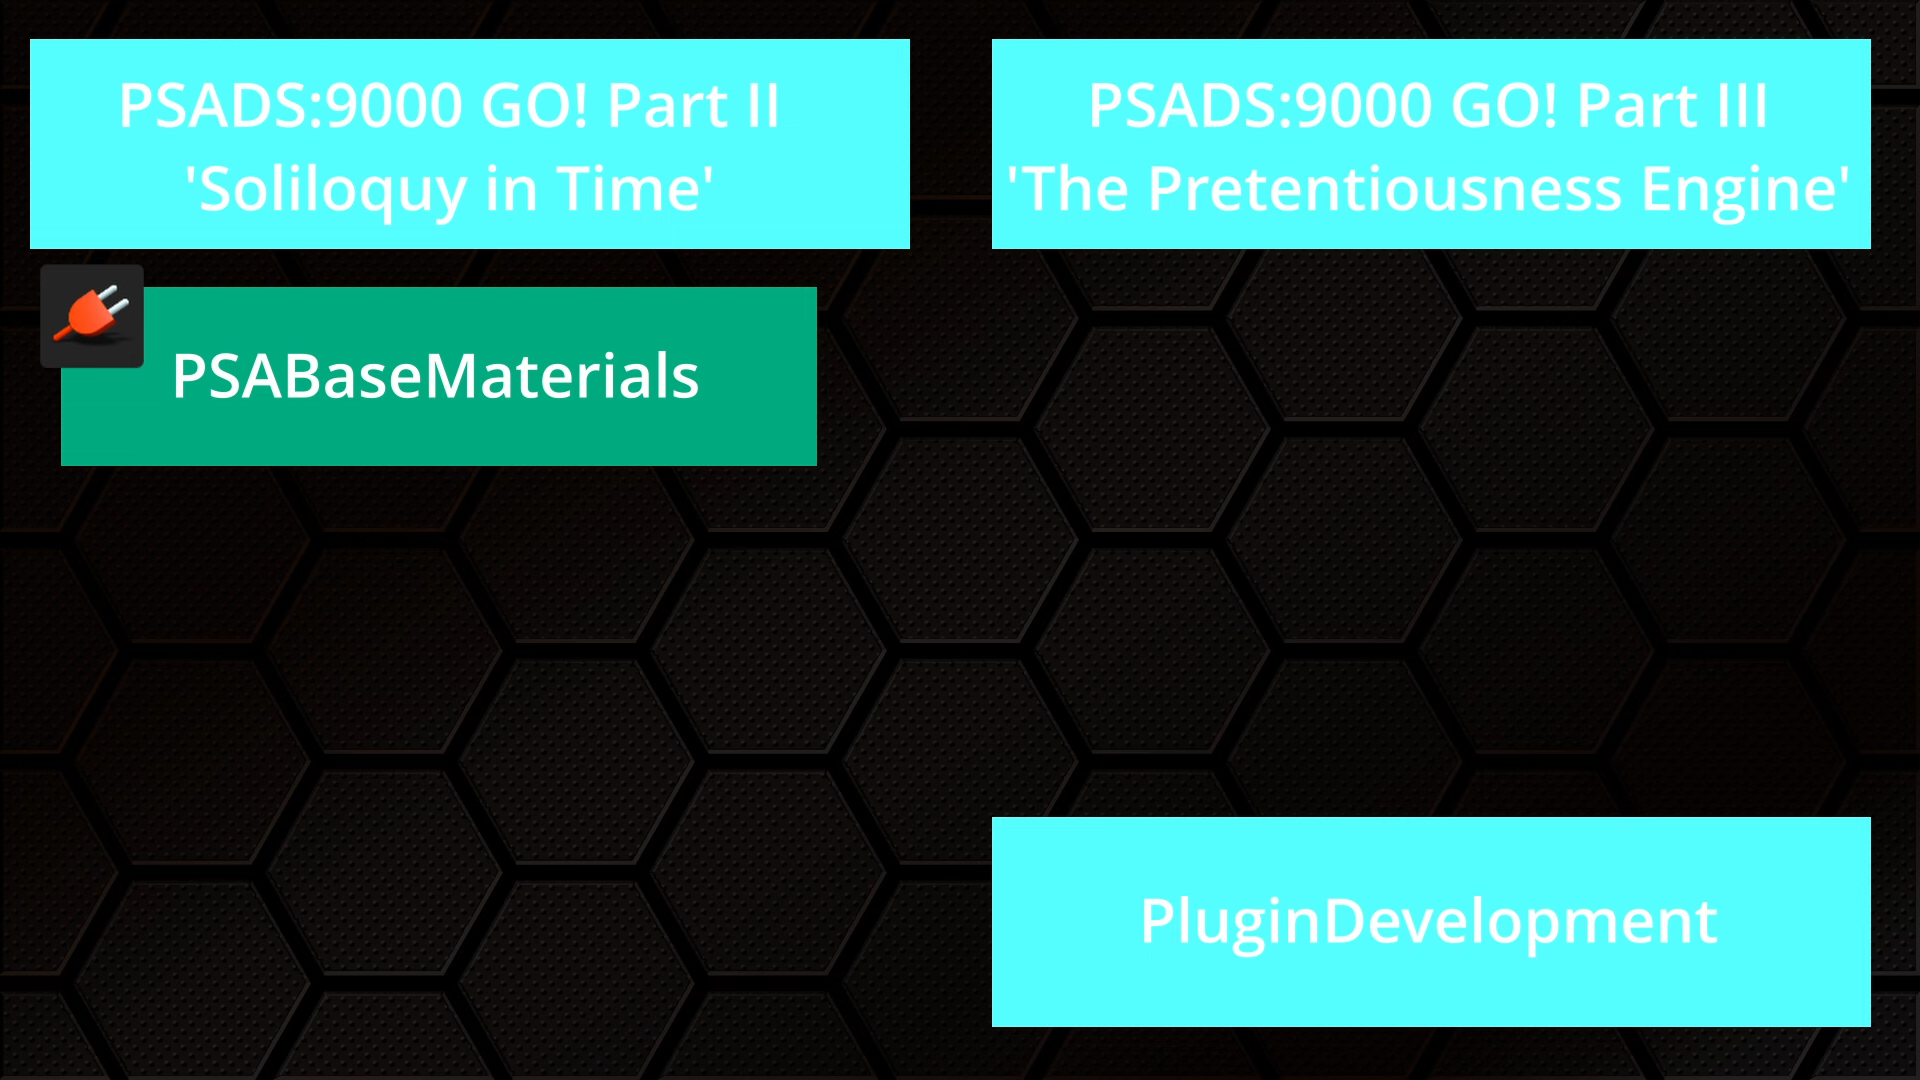 PSADS:9000 GO! Part II
'Soliloquy in Time'
PSADS:9000 GO! Part III
'The Pretentiousness Engine'
PSABaseMaterials
PluginDevelopment